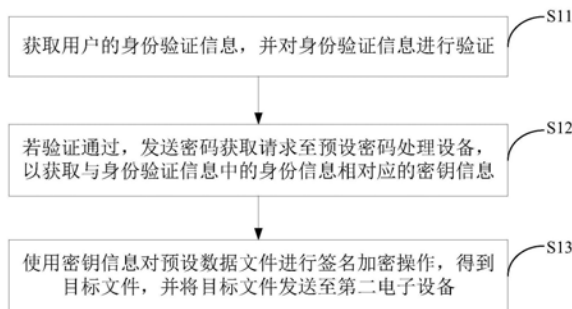 S11
获取用户的身份验证信息，并对身份验证信息进行验证
S12
若验证通过，发送密码获取请求至预设密码处理设备，
以获取与身份验证信息中的身份信息相对应的密钥信息
S13
使用密钥信息对预设数据文件进行签名加密操作，得到
目标文件，并将目标文件发送至第二电子设备